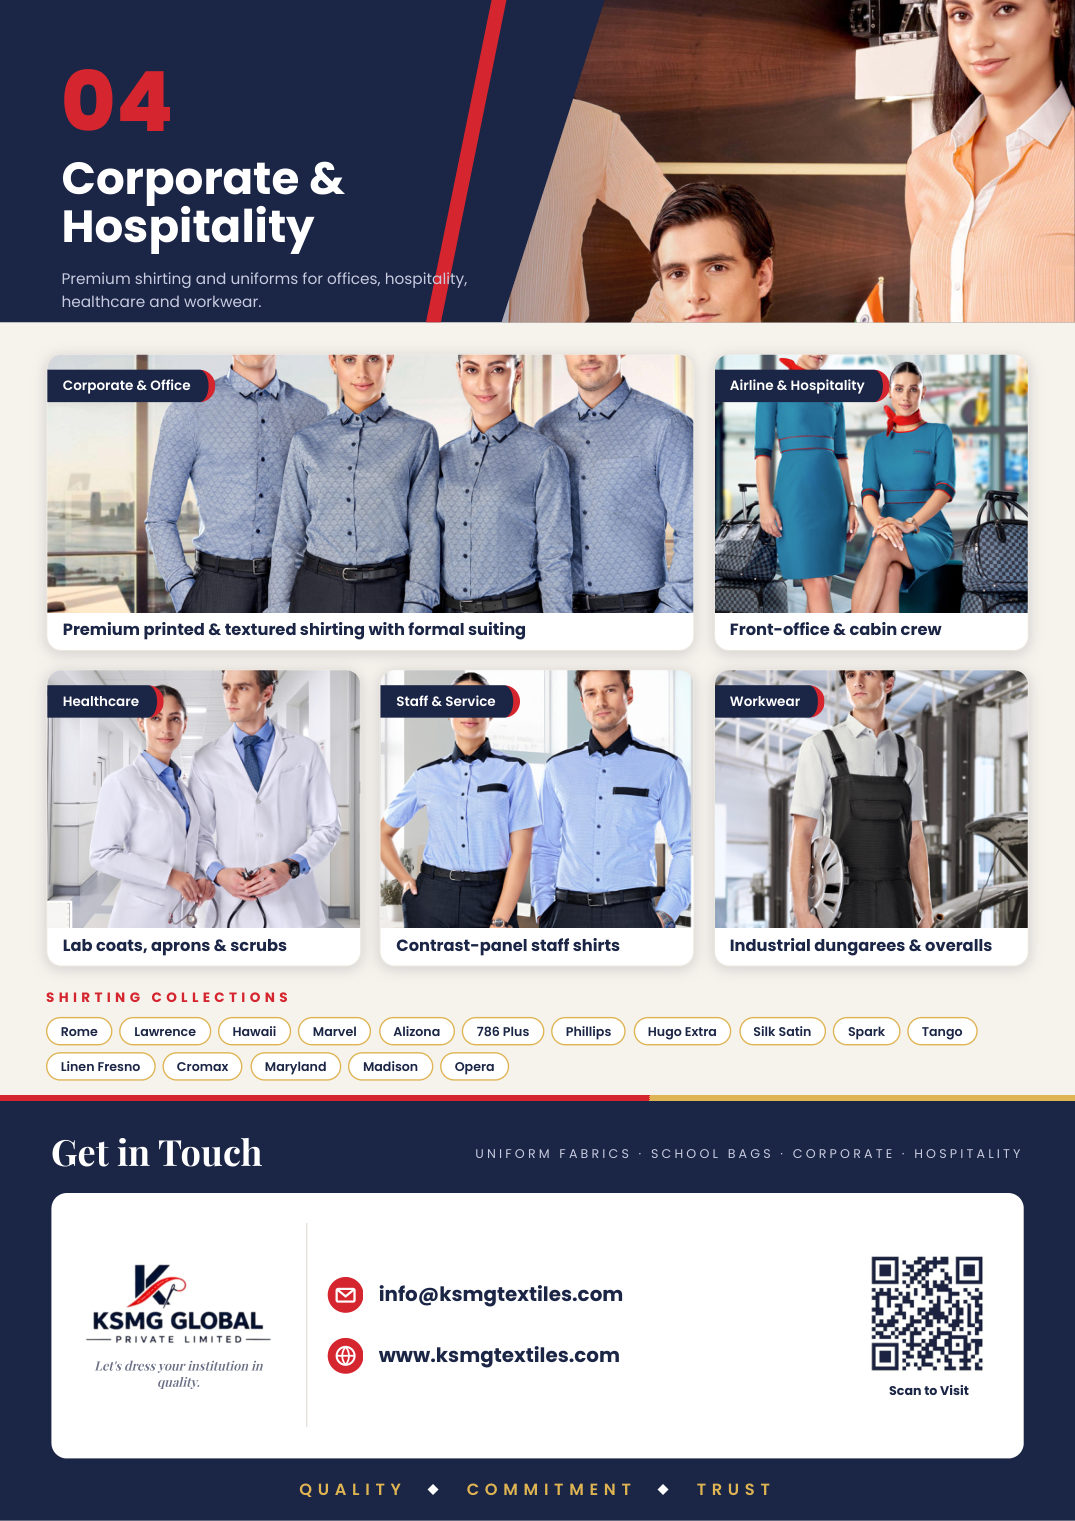 04
Corporate &
Hospitality
Premium shirting and uniforms for offices, hospitality,
healthcare and workwear.
Corporate & Office
Premium printed & textured shirting with formal suiting
Airline & Hospitality
Front-office & cabin crew
Healthcare
Lab coats, aprons & scrubs
Staff & Service
Contrast-panel staff shirts
Workwear
Industrial dungarees & overalls
SHIRTING COLLECTIONS
Rome Lawrence Hawaii Marvel Alizona 786 Plus Phillips Hugo Extra Silk Satin Spark Tango
Linen Fresno Cromax Maryland Madison Opera
Get in Touch
UNIFORM FABRICS · SCHOOL BAGS · CORPORATE · HOSPITALITY
KSMG GLOBAL
PRIVATE LIMITED
Let's dress your institution in
quality.
info@ksmgtextiles.com
www.ksmgtextiles.com
Scan to Visit
QUALITY ◆ COMMITMENT ◆ TRUST